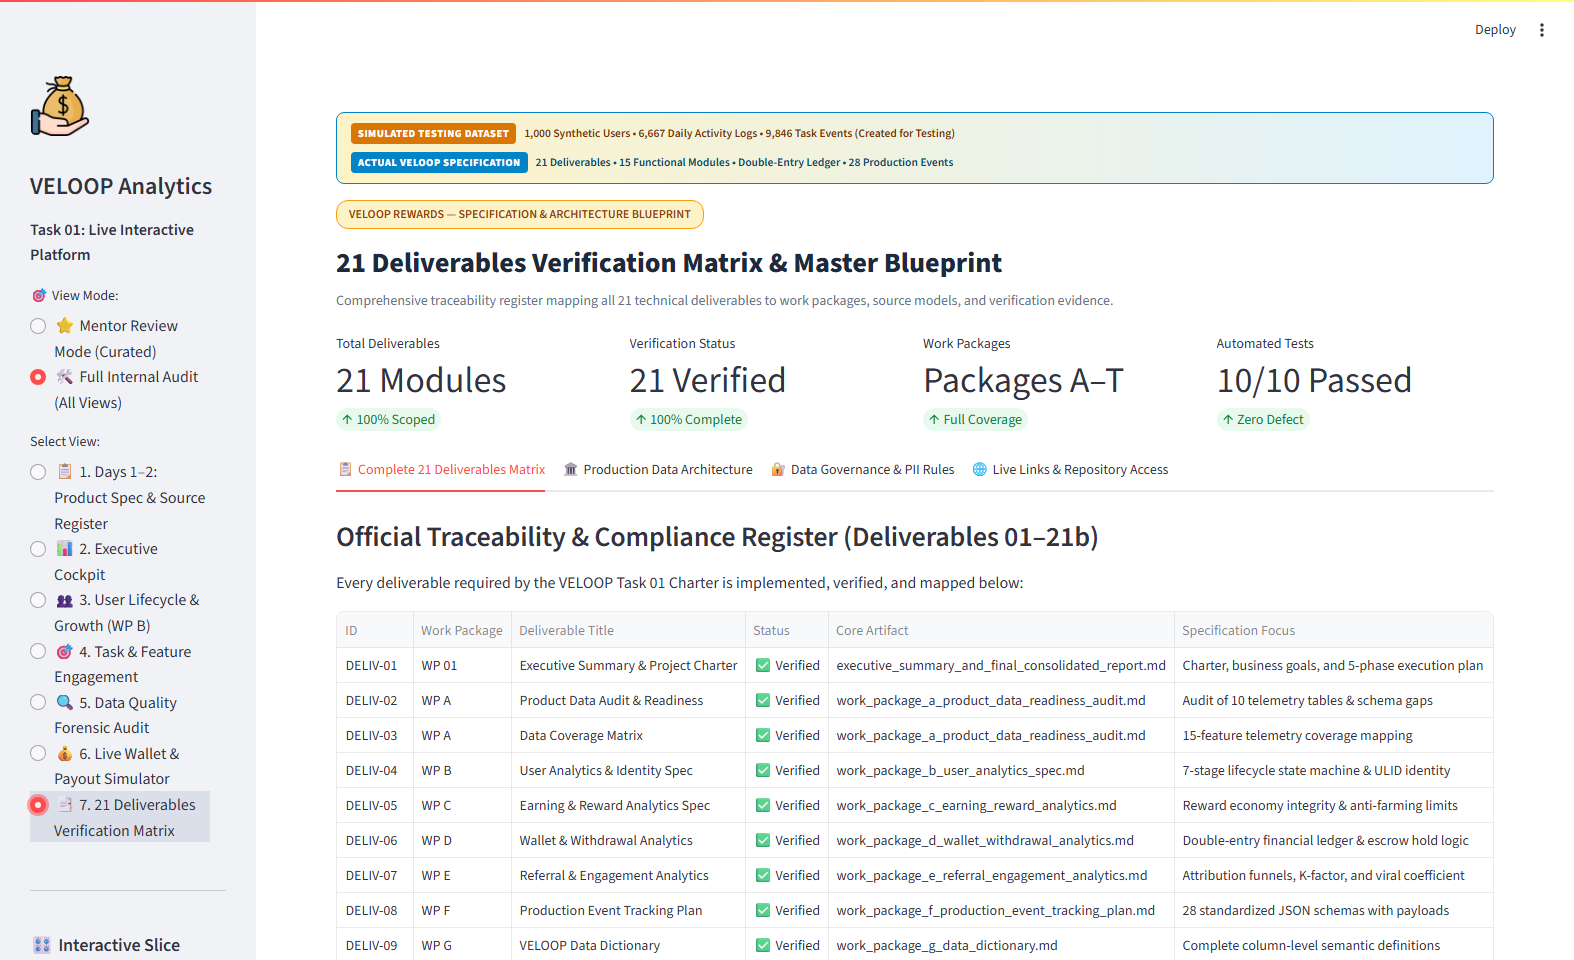 Deploy
VELOOP Analytics
Task 01: Live Interactive
Platform
View Mode:
Mentor Review
Mode (Curated)
Full Internal Audit
(All Views)
Select View:
1. Days 1–2:
Product Spec & Source
Register
2. Executive
Cockpit
3. User Lifecycle &
Growth (WP B)
4. Task & Feature
Engagement
5. Data Quality
Forensic Audit
6. Live Wallet &
Payout Simulator
7. 21 Deliverables
Verification Matrix
Interactive Slice
SIMULATED TESTING DATASET 1,000 Synthetic Users • 6,667 Daily Activity Logs • 9,846 Task Events (Created for Testing)
ACTUAL VELOOP SPECIFICATION 21 Deliverables • 15 Functional Modules • Double-Entry Ledger • 28 Production Events
VELOOP REWARDS — SPECIFICATION & ARCHITECTURE BLUEPRINT
21 Deliverables Verification Matrix & Master Blueprint
Comprehensive traceability register mapping all 21 technical deliverables to work packages, source models, and verification evidence.
Total Deliverables Verification Status Work Packages Automated Tests
21 Modules 21 Verified Packages A–T 10/10 Passed
↑ 100% Scoped ↑ 100% Complete ↑ Full Coverage ↑ Zero Defect
Complete 21 Deliverables Matrix Production Data Architecture Data Governance & PII Rules Live Links & Repository Access
Official Traceability & Compliance Register (Deliverables 01–21b)
Every deliverable required by the VELOOP Task 01 Charter is implemented, verified, and mapped below:
ID Work Package Deliverable Title Status Core Artifact Specification Focus
DELIV-01 WP 01 Executive Summary & Project Charter ✅ Verified executive_summary_and_final_consolidated_report.md Charter, business goals, and 5-phase execution plan
DELIV-02 WP A Product Data Audit & Readiness ✅ Verified work_package_a_product_data_readiness_audit.md Audit of 10 telemetry tables & schema gaps
DELIV-03 WP A Data Coverage Matrix ✅ Verified work_package_a_product_data_readiness_audit.md 15-feature telemetry coverage mapping
DELIV-04 WP B User Analytics & Identity Spec ✅ Verified work_package_b_user_analytics_spec.md 7-stage lifecycle state machine & ULID identity
DELIV-05 WP C Earning & Reward Analytics Spec ✅ Verified work_package_c_earning_reward_analytics.md Reward economy integrity & anti-farming limits
DELIV-06 WP D Wallet & Withdrawal Analytics ✅ Verified work_package_d_wallet_withdrawal_analytics.md Double-entry financial ledger & escrow hold logic
DELIV-07 WP E Referral & Engagement Analytics ✅ Verified work_package_e_referral_engagement_analytics.md Attribution funnels, K-factor, and viral coefficient
DELIV-08 WP F Production Event Tracking Plan ✅ Verified work_package_f_production_event_tracking_plan.md 28 standardized JSON schemas with payloads
DELIV-09 WP G VELOOP Data Dictionary ✅ Verified work_package_g_data_dictionary.md Complete column-level semantic definitions